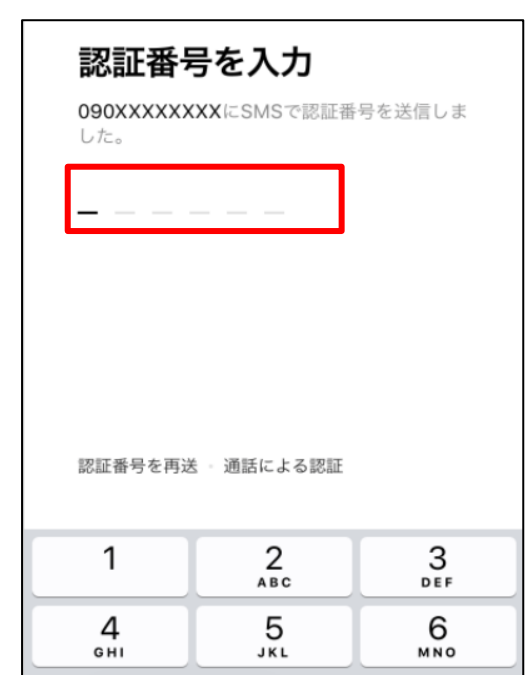 認証番号を入力
090XXXXXXXXにSMSで認証番号を送信しま
した。
認証番号を再送 · 通話による認証
1 2 3
ABC DEF
4 5 6
GHI JKL MNO